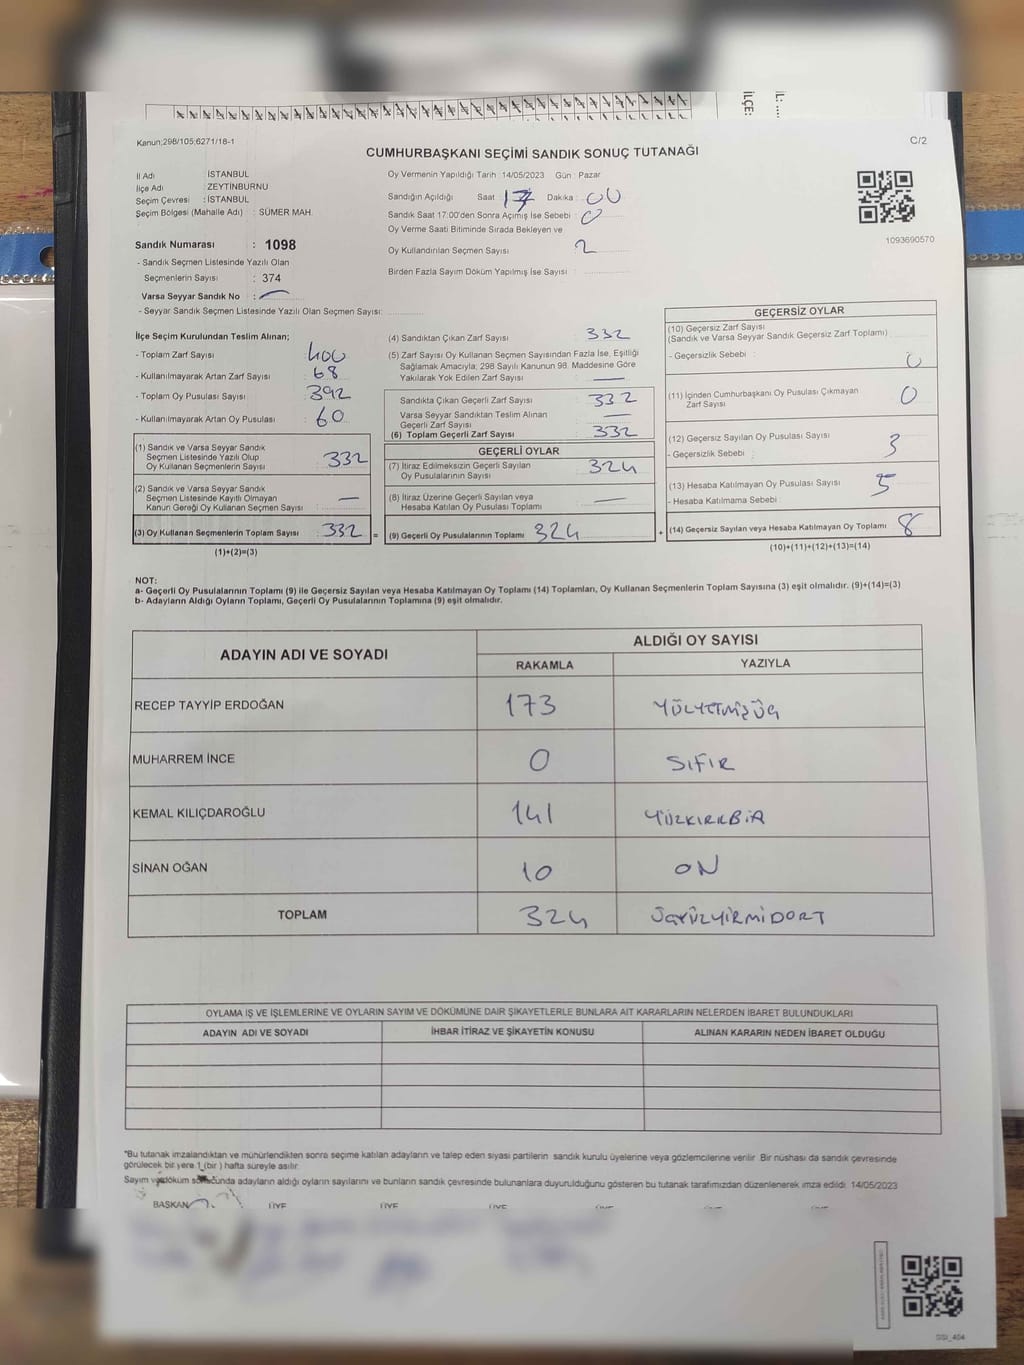 İLÇE:
İL: ....
Kanun;298/105;6271/18-1
C/2
CUMHURBAŞKANI SEÇİMİ SANDIK SONUÇ TUTANAĞI
İl Adı : İSTANBUL
İlçe Adı : ZEYTİNBURNU
Seçim Çevresi : İSTANBUL
Seçim Bölgesi (Mahalle Adı) : SÜMER MAH.
Sandık Numarası : 1098
- Sandık Seçmen Listesinde Yazılı Olan
Seçmenlerin Sayısı : 374
Varsa Seyyar Sandık No :
- Seyyar Sandık Seçmen Listesinde Yazılı Olan Seçmen Sayısı:
Oy Vermenin Yapıldığı Tarih :14/05/2023 Gün : Pazar
Sandığın Açıldığı Saat 17 Dakika : 00
Sandık Saat 17:00'den Sonra Açılmış İse Sebebi : 0
Oy Verme Saati Bitiminde Sırada Bekleyen ve
Oy Kullandırılan Seçmen Sayısı : 2
Birden Fazla Sayım Döküm Yapılmış İse Sayısı :
1093690570
İlçe Seçim Kurulundan Teslim Alınan;
- Toplam Zarf Sayısı : 400
- Kullanılmayarak Artan Zarf Sayısı : 68
- Toplam Oy Pusulası Sayısı : 392
- Kullanılmayarak Artan Oy Pusulası : 60
(1) Sandık ve Varsa Seyyar Sandık
Seçmen Listesinde Yazılı Olup
Oy Kullanan Seçmenlerin Sayısı : 332
(2) Sandık ve Varsa Seyyar Sandık
Seçmen Listesinde Kayıtlı Olmayan
Kanun Gereği Oy Kullanan Seçmen Sayısı : —
(3) Oy Kullanan Seçmenlerin Toplam Sayısı : 332 =
(1)+(2)=(3)
(4) Sandıktan Çıkan Zarf Sayısı : 332
(5) Zarf Sayısı Oy Kullanan Seçmen Sayısından Fazla İse, Eşitliği
Sağlamak Amacıyla; 298 Sayılı Kanunun 98. Maddesine Göre
Yakılarak Yok Edilen Zarf Sayısı : —
Sandıkta Çıkan Geçerli Zarf Sayısı : 332
Varsa Seyyar Sandıktan Teslim Alınan
Geçerli Zarf Sayısı : —
(6) Toplam Geçerli Zarf Sayısı : 332
GEÇERLİ OYLAR
(7) İtiraz Edilmeksizin Geçerli Sayılan
Oy Pusulasının Sayısı : 324
(8) İtiraz Üzerine Geçerli Sayılan veya
Hesaba Katılan Oy Pusulası Toplamı : —
(9) Geçerli Oy Pusulalarının Toplamı : 324 +
GEÇERSİZ OYLAR
(10) Geçersiz Zarf Sayısı
(Sandık ve Varsa Seyyar Sandık Geçersiz Zarf Toplamı)
- Geçersizlik Sebebi : 0
(11) İçinden Cumhurbaşkanı Oy Pusulası Çıkmayan
Zarf Sayısı : 0
(12) Geçersiz Sayılan Oy Pusulası Sayısı : 3
- Geçersizlik Sebebi :
(13) Hesaba Katılmayan Oy Pusulası Sayısı : 5
- Hesaba Katılmama Sebebi :
(14) Geçersiz Sayılan veya Hesaba Katılmayan Oy Toplamı : 8
(10)+(11)+(12)+(13)=(14)
NOT:
a- Geçerli Oy Pusulalarının Toplamı (9) ile Geçersiz Sayılan veya Hesaba Katılmayan Oy Toplamı (14) Toplamları, Oy Kullanan Seçmenlerin Toplam Sayısına (3) eşit olmalıdır. (9)+(14)=(3)
b- Adayların Aldığı Oyların Toplamı, Geçerli Oy Pusulalarının Toplamına (9) eşit olmalıdır.
ADAYIN ADI VE SOYADI
ALDIĞI OY SAYISI
RAKAMLA YAZIYLA
RECEP TAYYİP ERDOĞAN 173 YÜZYETMİŞÜÇ
MUHARREM İNCE 0 SIFIR
KEMAL KILIÇDAROĞLU 141 YÜZKIRKBİR
SİNAN OĞAN 10 ON
TOPLAM 324 ÜÇYÜZYİRMİDÖRT
OYLAMA İŞ VE İŞLEMLERİNE VE OYLARIN SAYIM VE DÖKÜMÜNE DAİR ŞİKAYETLERLE BUNLARA AİT KARARLARIN NELERDEN İBARET BULUNDUKLARI
ADAYIN ADI VE SOYADI İHBAR İTİRAZ VE ŞİKAYETİN KONUSU ALINAN KARARIN NEDEN İBARET OLDUĞU
*Bu tutanak imzalandıktan ve mühürlendikten sonra seçime katılan adayların ve talep eden siyasi partilerin sandık kurulu üyelerine veya gözlemcilerine verilir. Bir nüshası da sandık çevresinde
görülecek bir yere 1 (bir ) hafta süreyle asılır.
Sayım ve döküm sonucunda adayların aldığı oyların sayılarını ve bunların sandık çevresinde bulunanlara duyurulduğunu gösteren bu tutanak tarafımızdan düzenlenerek imza edildi. 14/05/2023
BAŞKAN ÜYE ÜYE ÜYE ÜYE ÜYE
SSİ_404